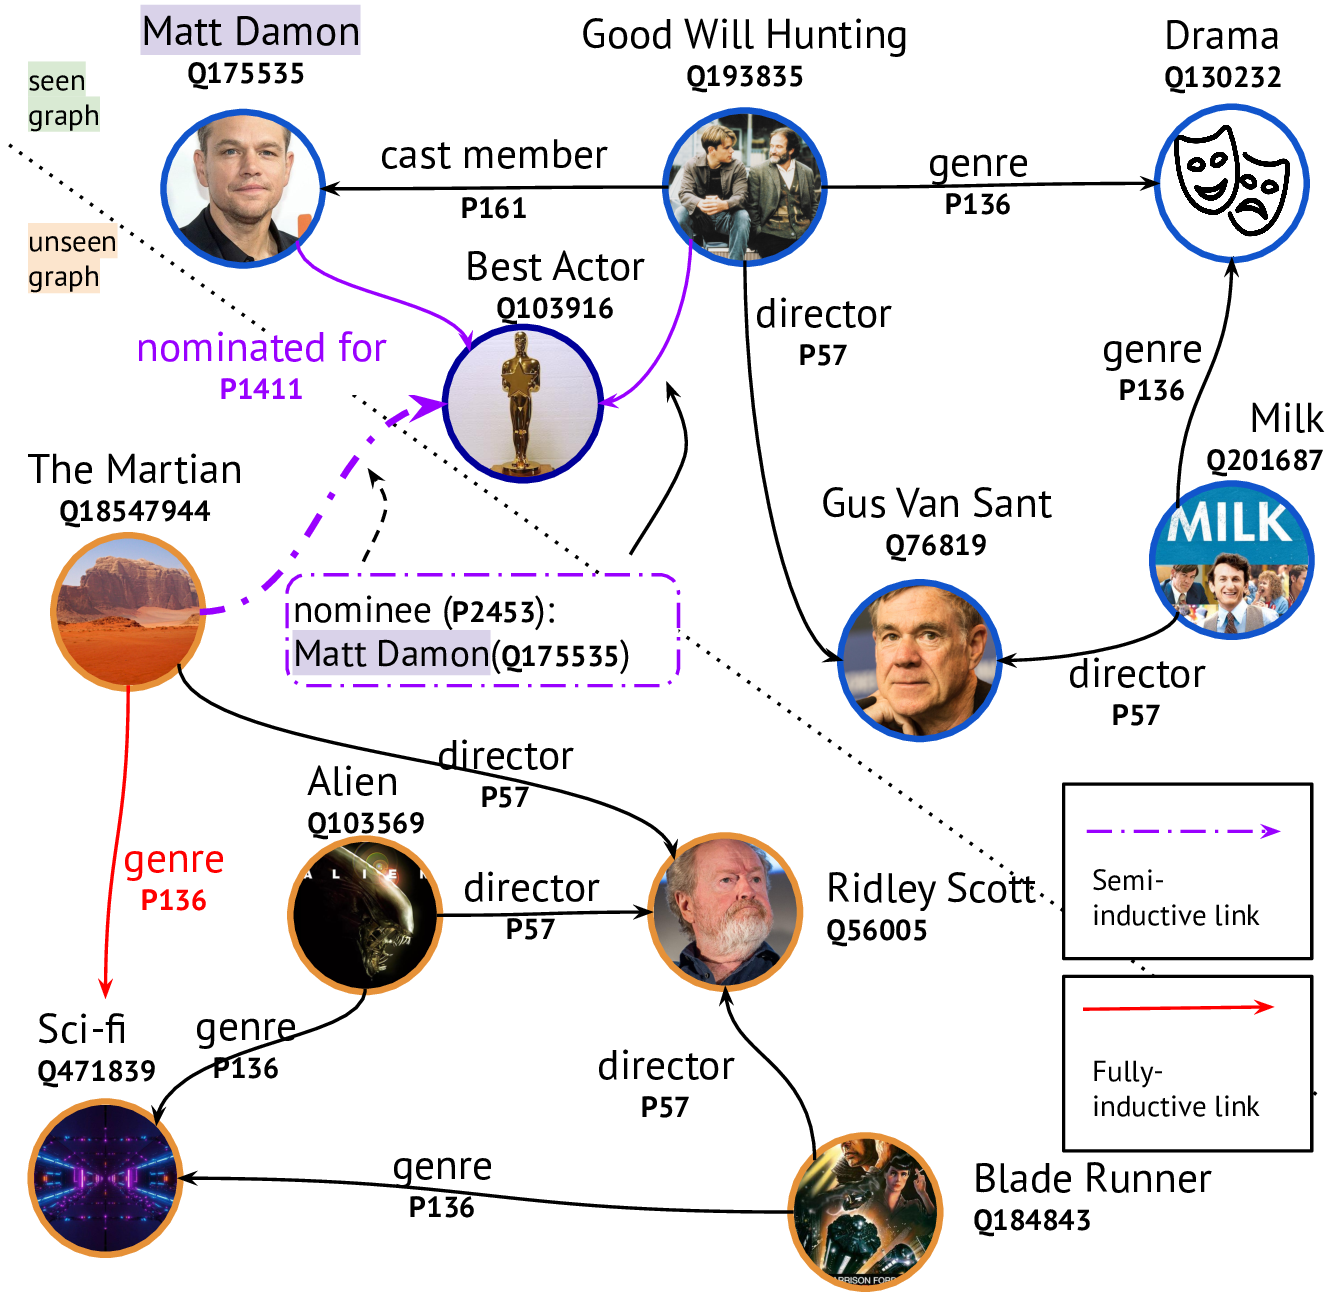 Matt Damon
Q175535
Good Will Hunting
Q193835
Drama
Q130232
seen
graph
cast member
P161
genre
P136
unseen
graph
Best Actor
Q103916
director
P57
nominated for
P1411
genre
P136
Milk
Q201687
The Martian
Q18547944
Gus Van Sant
Q76819
MILK
nominee (P2453):
Matt Damon(Q175535)
director
P57
director
P57
Alien
Q103569
genre
P136
ALIEN
director
P57
Ridley Scott
Q56005
Semi-
inductive link
Sci-fi
Q471839
genre
P136
director
P57
Fully-
inductive link
genre
P136
Blade Runner
Q184843
ARRISON FORD